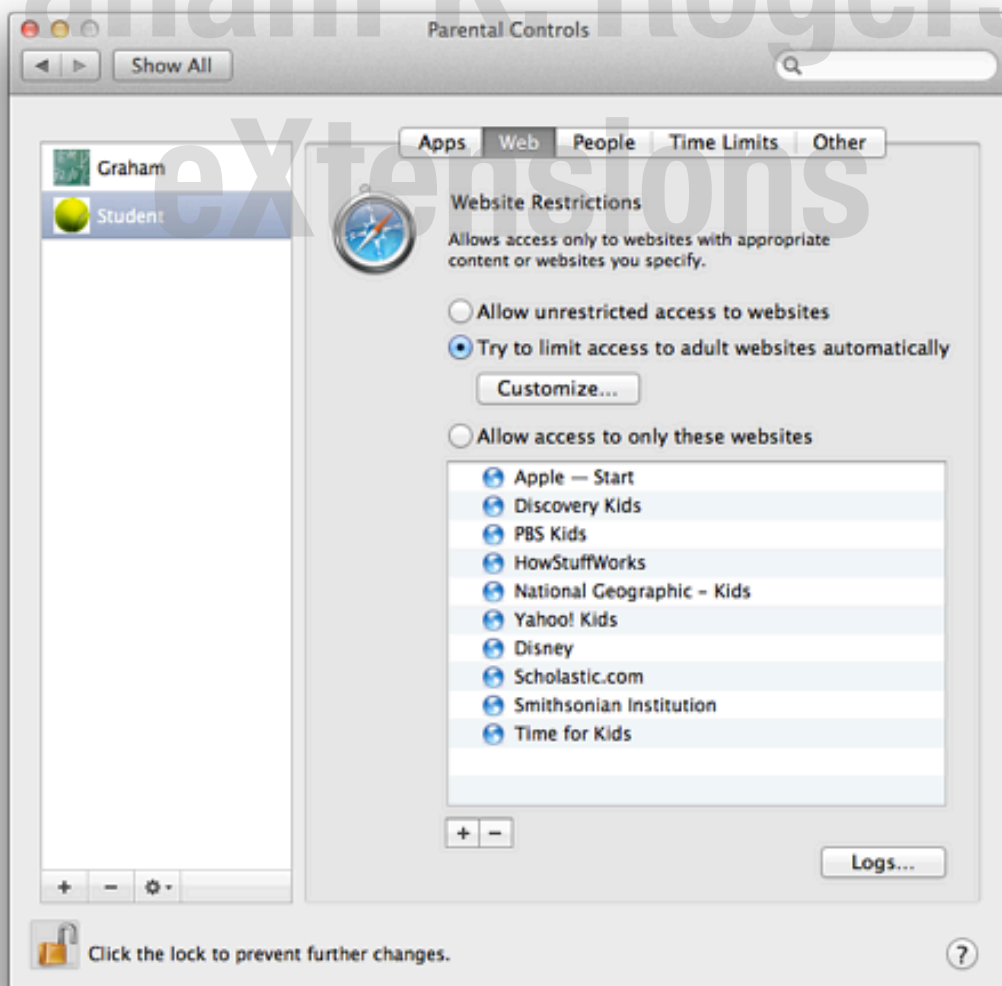 Parental Controls
Show All
Apps Web People Time Limits Other
Graham
Student
Website Restrictions
Allows access only to websites with appropriate
content or websites you specify.
Allow unrestricted access to websites
Try to limit access to adult websites automatically
Customize...
Allow access to only these websites
Apple — Start
Discovery Kids
PBS Kids
HowStuffWorks
National Geographic – Kids
Yahoo! Kids
Disney
Scholastic.com
Smithsonian Institution
Time for Kids
+ −
Logs...
+ −
Click the lock to prevent further changes.
?
K. Rogers
eXtensions